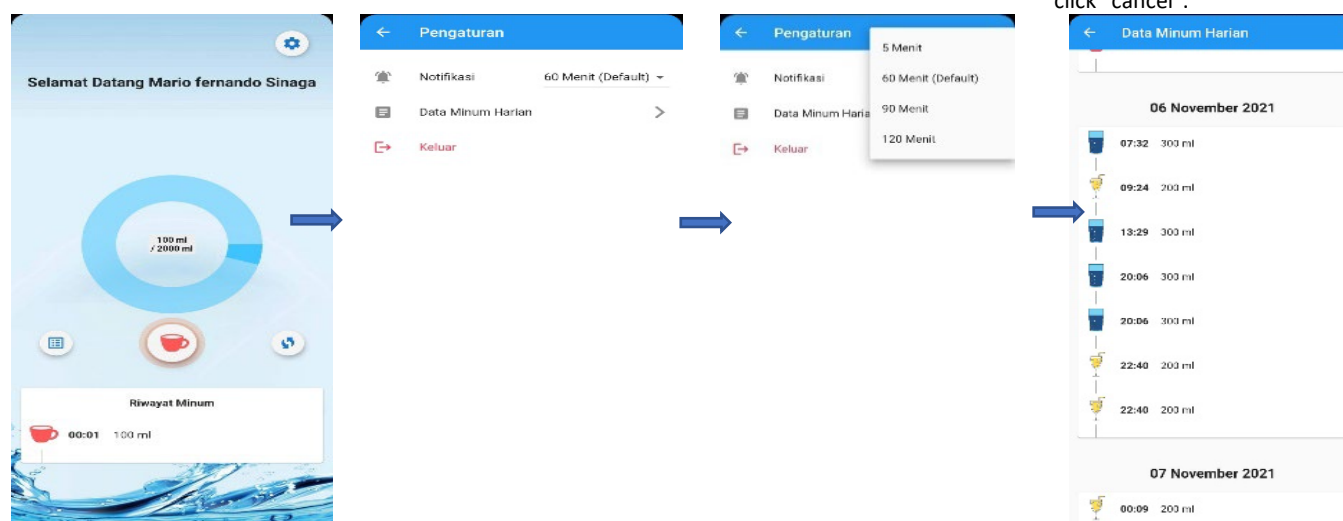 click "cancel".
Selamat Datang Mario fernando Sinaga
100 ml
/ 2000 ml
Riwayat Minum
00:01 100 ml
Pengaturan
Notifikasi 60 Menit (Default)
Data Minum Harian
Keluar
Pengaturan
5 Menit
Notifikasi 60 Menit (Default)
90 Menit
Data Minum Haria
120 Menit
Keluar
Data Minum Harian
06 November 2021
07:32 300 ml
09:24 200 ml
13:29 300 ml
20:06 300 ml
20:06 300 ml
22:40 200 ml
22:40 200 ml
07 November 2021
00:09 200 ml